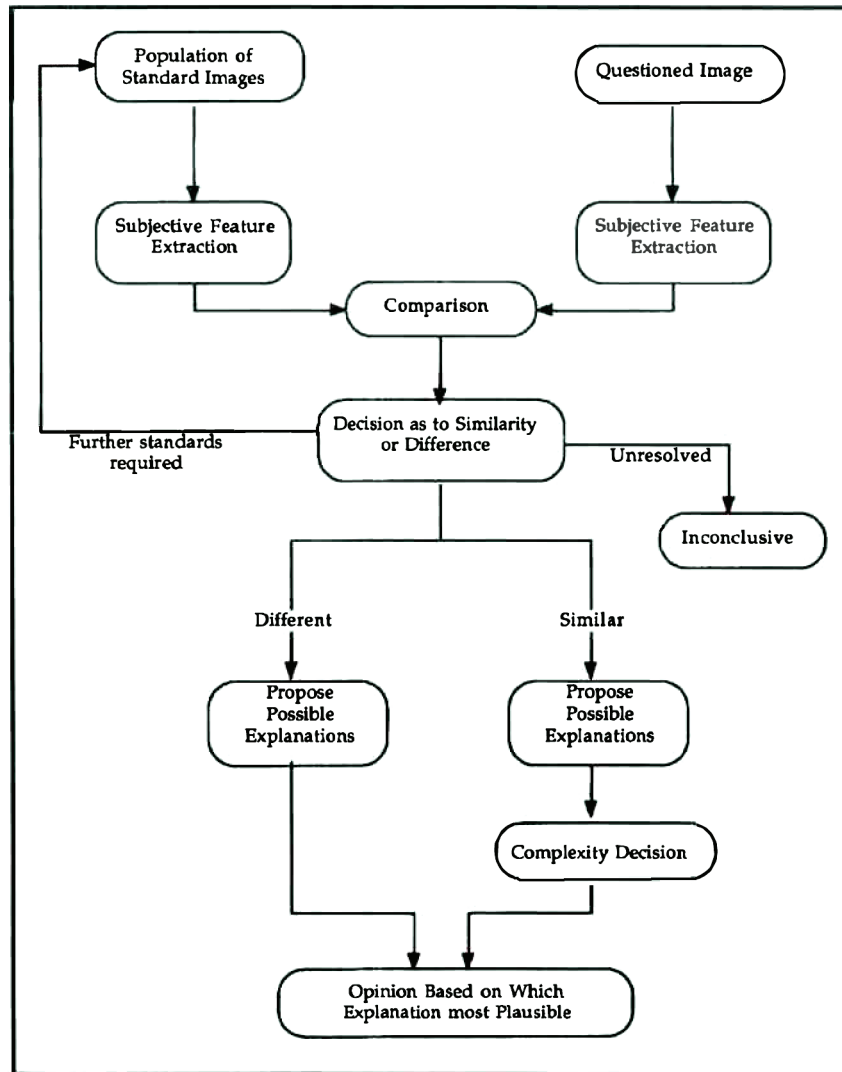 Population of
Standard Images
Questioned Image
Subjective Feature
Extraction
Subjective Feature
Extraction
Comparison
Decision as to Similarity
or Difference
Further standards
required
Unresolved
Inconclusive
Different
Similar
Propose
Possible
Explanations
Propose
Possible
Explanations
Complexity Decision
Opinion Based on Which
Explanation most Plausible